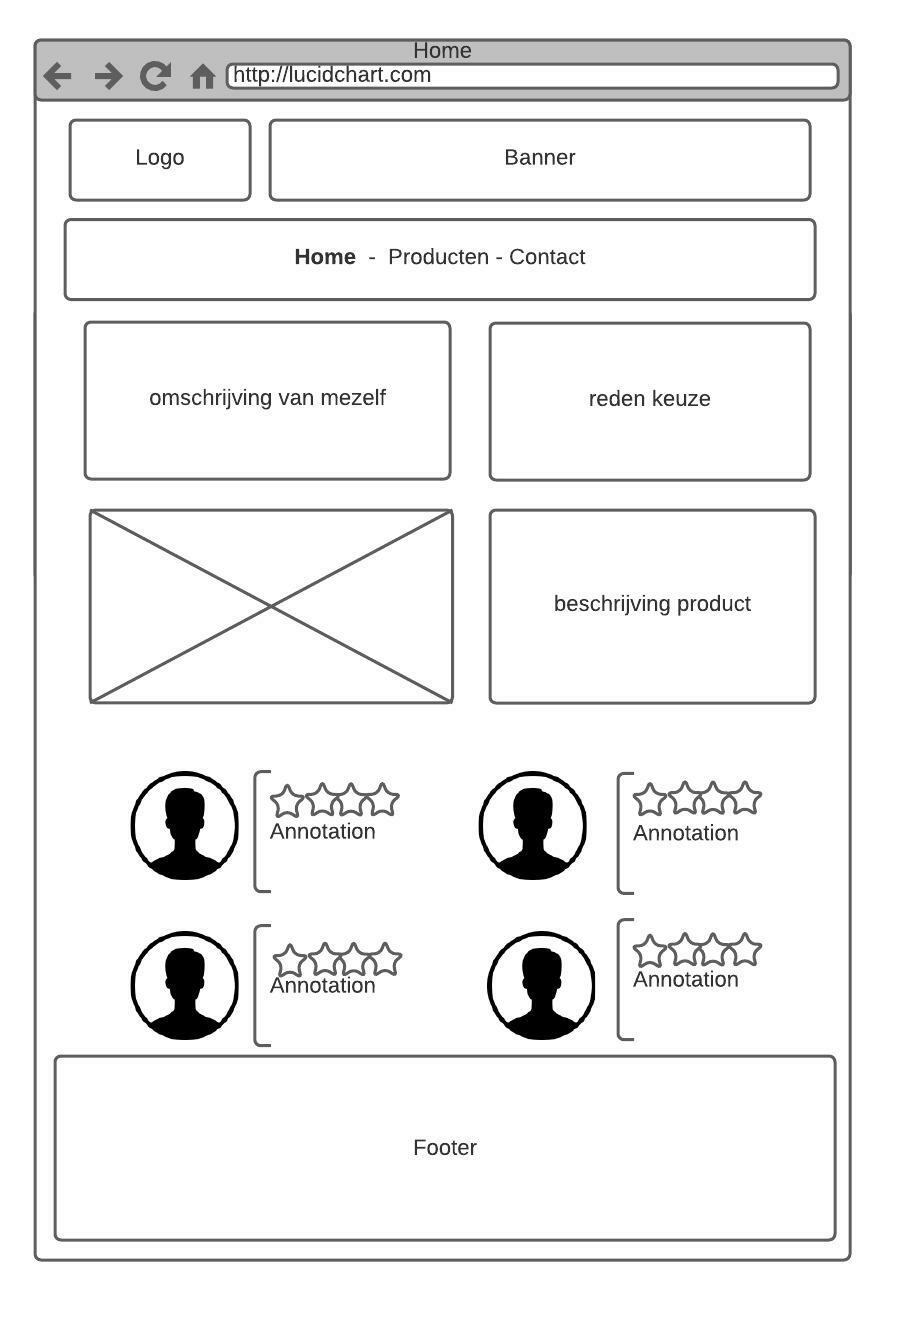 Home
http://lucidchart.com
Logo
Banner
Home - Producten - Contact
omschrijving van mezelf
reden keuze
beschrijving product
Annotation
Annotation
Annotation
Annotation
Footer